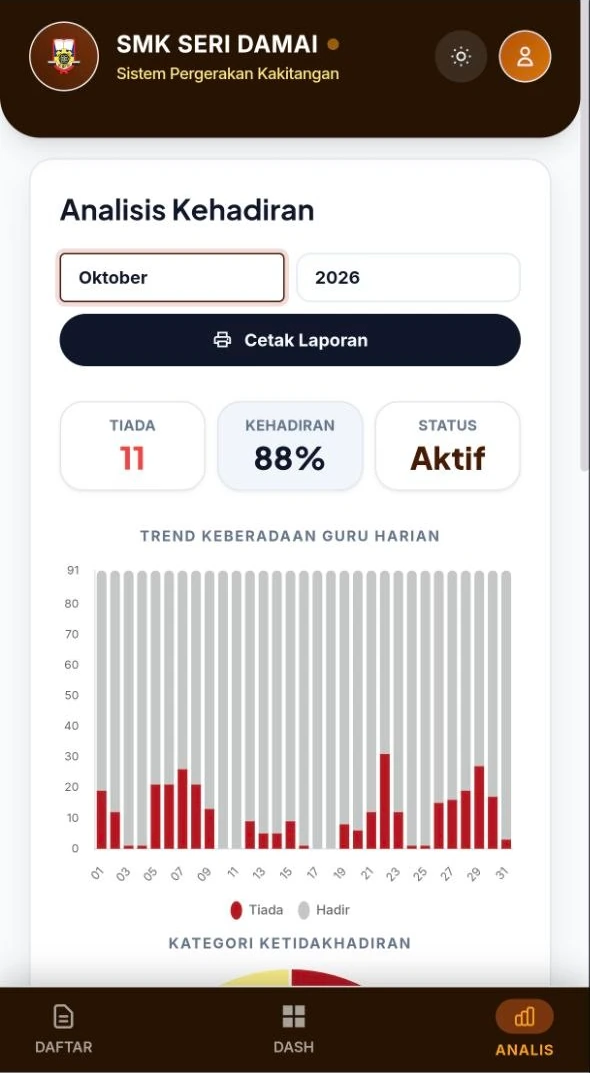 SMK SERI DAMAI
Sistem Pergerakan Kakitangan
Analisis Kehadiran
Oktober
2026
Cetak Laporan
TIADA
11
KEHADIRAN
88%
STATUS
Aktif
TREND KEBERADAAN GURU HARIAN
91
80
70
60
50
40
30
20
10
0
01 03 05 07 09 11 13 15 17 19 21 23 25 27 29 31
Tiada Hadir
KATEGORI KETIDAKHADIRAN
DAFTAR
DASH
ANALIS